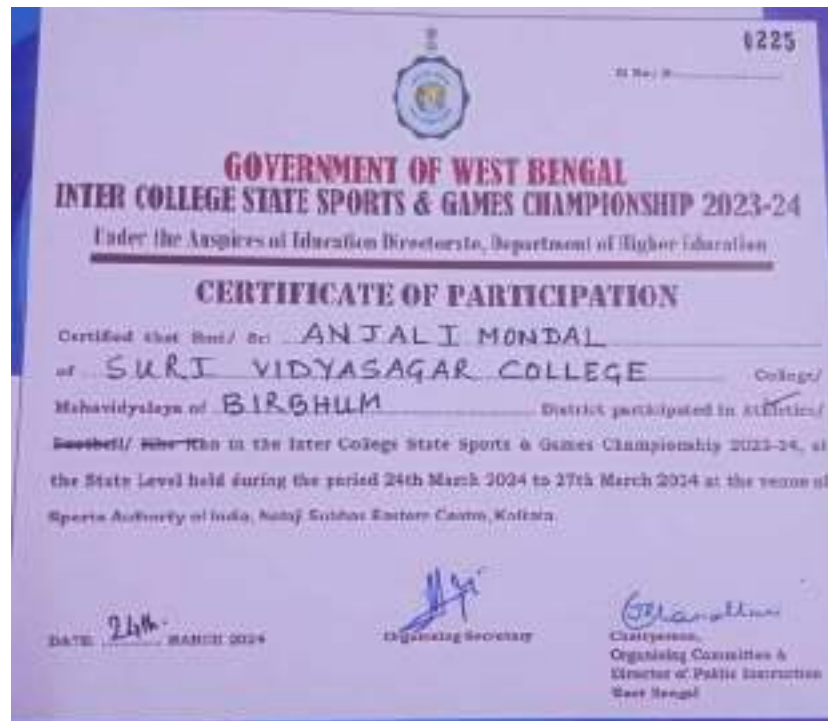 0225
Sl No.:
GOVERNMENT OF WEST BENGAL
INTER COLLEGE STATE SPORTS & GAMES CHAMPIONSHIP 2023-24
Under the Auspices of Education Directorate, Department of Higher Education
CERTIFICATE OF PARTICIPATION
Certified that Smt/ Sri ANJALI MONDAL
of SURI VIDYASAGAR COLLEGE College/
Mahavidyalaya of BIRBHUM District participated in Athletics/
Football/ Kho-Kho in the Inter College State Sports & Games Championship 2023-24, at
the State Level held during the period 24th March 2024 to 27th March 2024 at the venue of
Sports Authority of India, Netaji Subhas Eastern Centre, Kolkata
DATE: 24th MARCH 2024
Organising Secretary
Chairperson,
Organising Committee &
Director of Public Instruction
West Bengal